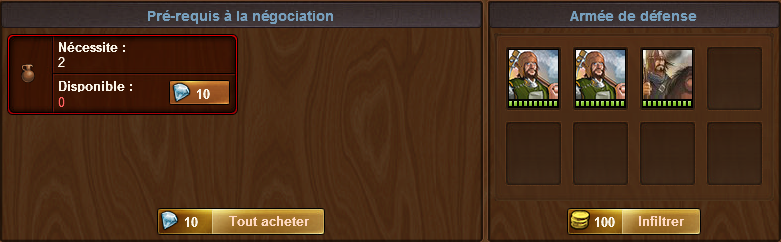 Pré-requis à la négociation
Nécessite :
2
Disponible :
0
10
10 Tout acheter
Armée de défense
100 Infiltrer